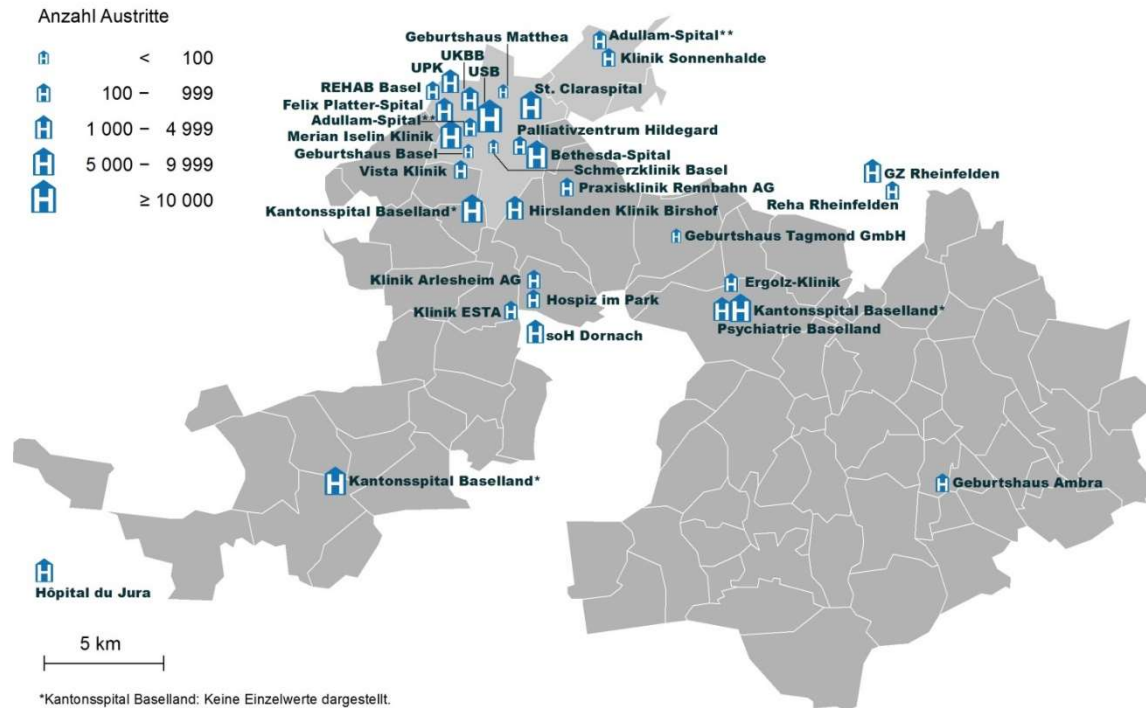 Anzahl Austritte
< 100
100 – 999
1 000 – 4 999
5 000 – 9 999
≥ 10 000
Geburtshaus Matthea
Adullam-Spital**
Klinik Sonnenhalde
UKBB
UPK
USB
REHAB Basel
St. Claraspital
Felix Platter-Spital
Adullam-Spital**
Palliativzentrum Hildegard
Merian Iselin Klinik
Geburtshaus Basel
Bethesda-Spital
Schmerzklinik Basel
Vista Klinik
GZ Rheinfelden
Praxisklinik Rennbahn AG
Reha Rheinfelden
Kantonsspital Baselland*
Hirslanden Klinik Birshof
Geburtshaus Tagmond GmbH
Klinik Arlesheim AG
Ergolz-Klinik
Hospiz im Park
Klinik ESTA
Kantonsspital Baselland*
Psychiatrie Baselland
soH Dornach
Kantonsspital Baselland*
Geburtshaus Ambra
Hôpital du Jura
5 km
*Kantonsspital Baselland: Keine Einzelwerte dargestellt.